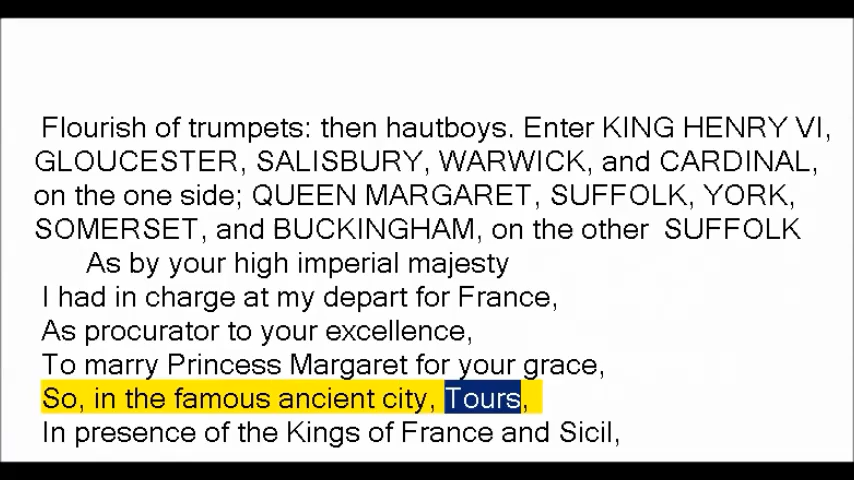 Flourish of trumpets: then hautboys. Enter KING HENRY VI,
GLOUCESTER, SALISBURY, WARWICK, and CARDINAL,
on the one side; QUEEN MARGARET, SUFFOLK, YORK,
SOMERSET, and BUCKINGHAM, on the other SUFFOLK
As by your high imperial majesty
I had in charge at my depart for France,
As procurator to your excellence,
To marry Princess Margaret for your grace,
So, in the famous ancient city, Tours,
In presence of the Kings of France and Sicil,